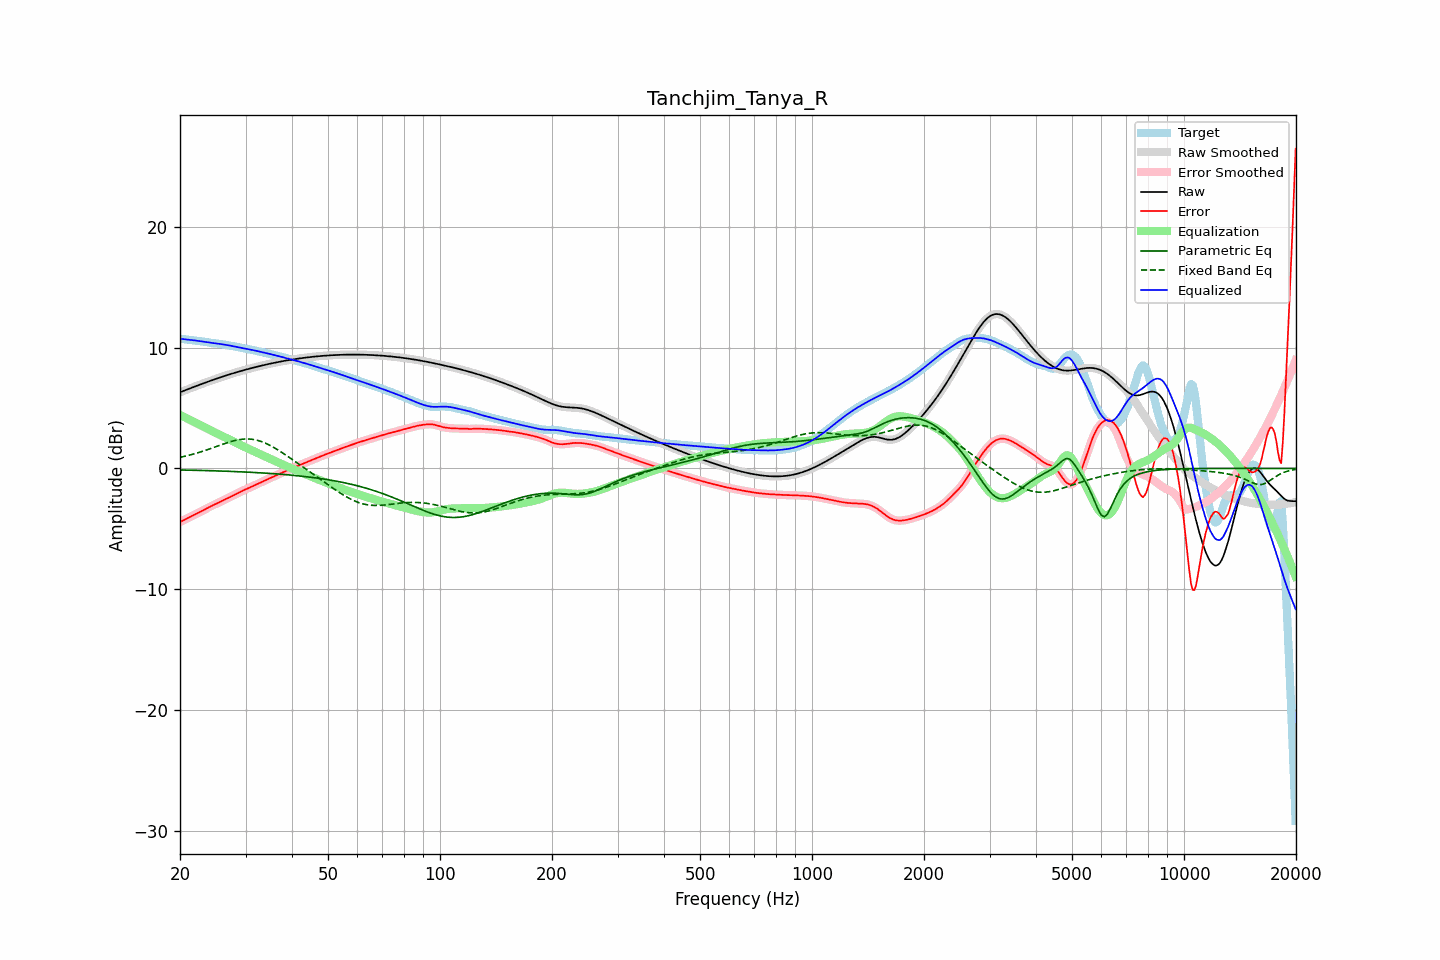 Tanchjim_Tanya_R
Target
Raw Smoothed
Error Smoothed
Raw
Error
Equalization
Parametric Eq
Fixed Band Eq
Equalized
20
10
0
−10
−20
−30
Amplitude (dBr)
20
50
100
200
500
1000
2000
5000
10000
20000
Frequency (Hz)